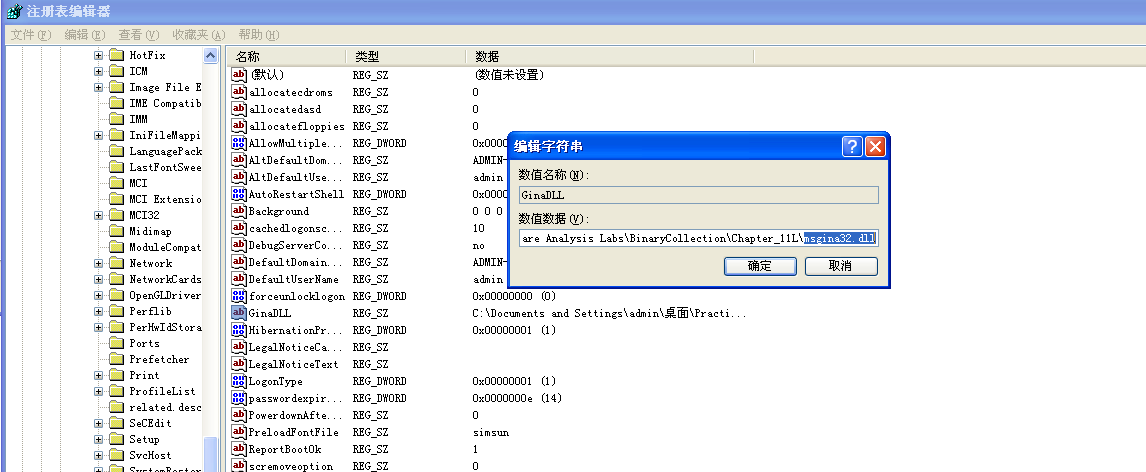 注册表编辑器
文件(F) 编辑(E) 查看(V) 收藏夹(A) 帮助(H)
HotFix
ICM
Image File E
IME Compatib
IMM
IniFileMappi
LanguagePack
LastFontSwee
MCI
MCI Extensio
MCI32
Midimap
ModuleCompat
Network
NetworkCards
OpenGLDriver
Perflib
PerHwIdStora
Ports
Prefetcher
Print
ProfileList
related.desc
SeCEdit
Setup
SvcHost
SystemRestor
名称 类型 数据
(默认) REG_SZ (数值未设置)
allocatecdroms REG_SZ 0
allocatedasd REG_SZ 0
allocatefloppies REG_SZ 0
AllowMultiple... REG_DWORD 0x0000
AltDefaultDom... REG_SZ ADMIN-
AltDefaultUse... REG_SZ admin
AutoRestartShell REG_DWORD 0x0000
Background REG_SZ 0 0 0
cachedlogonsc... REG_SZ 10
DebugServerCo... REG_SZ no
DefaultDomain... REG_SZ ADMIN-
DefaultUserName REG_SZ admin
forceunlocklogon REG_DWORD 0x00000000 (0)
GinaDLL REG_SZ C:\Documents and Settings\admin\桌面\Practi...
HibernationPr... REG_DWORD 0x00000001 (1)
LegalNoticeCa... REG_SZ
LegalNoticeText REG_SZ
LogonType REG_DWORD 0x00000001 (1)
passwordexpir... REG_DWORD 0x0000000e (14)
PowerdownAfte... REG_SZ 0
PreloadFontFile REG_SZ simsun
ReportBootOk REG_SZ 1
scremoveoption REG_SZ 0
编辑字符串
数值名称(N):
GinaDLL
数值数据(V):
are Analysis Labs\BinaryCollection\Chapter_11L\msgina32.dll
确定 取消